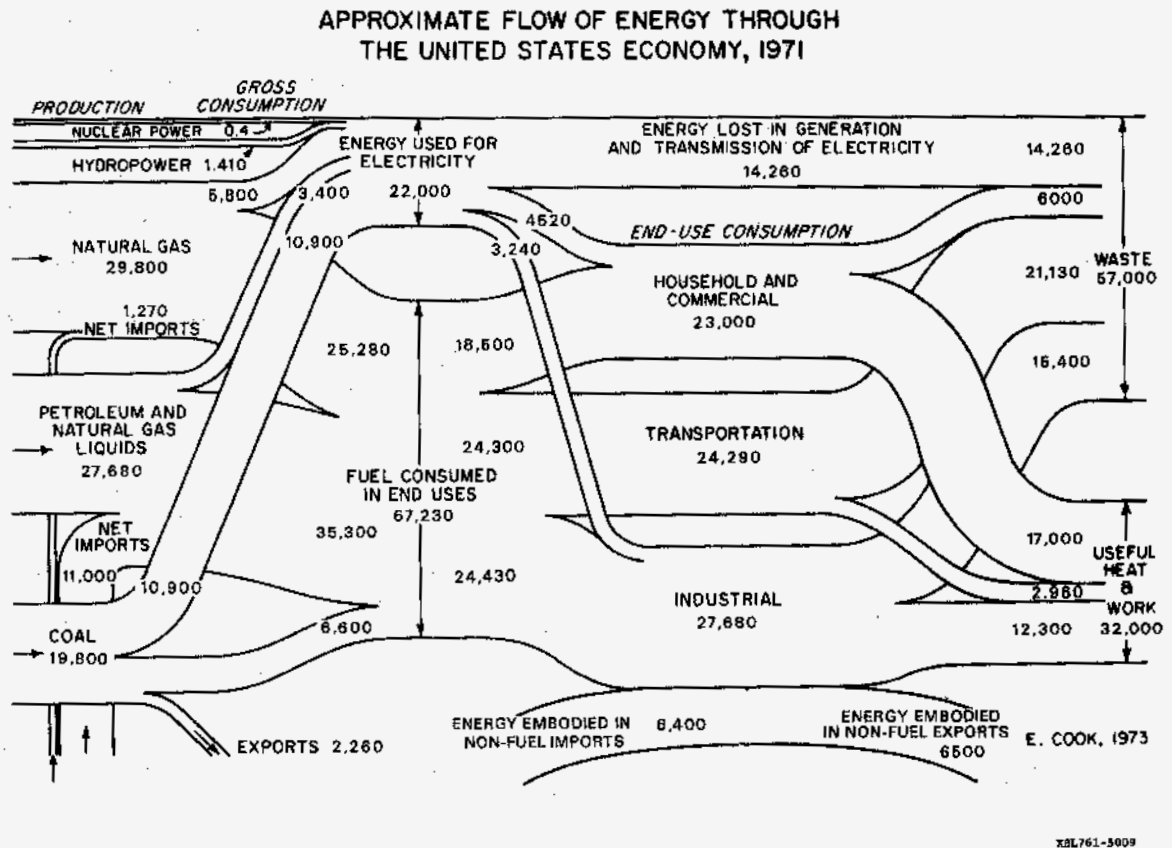 APPROXIMATE FLOW OF ENERGY THROUGH
THE UNITED STATES ECONOMY, 1971
PRODUCTION
GROSS
CONSUMPTION
NUCLEAR POWER 0.4
HYDROPOWER 1.410
5,800
3,400
ENERGY USED FOR
ELECTRICITY
22,000
ENERGY LOST IN GENERATION
AND TRANSMISSION OF ELECTRICITY
14,260
14,260
6000
NATURAL GAS
29,800
10,900
4620
3,240
END-USE CONSUMPTION
HOUSEHOLD AND
COMMERCIAL
23,000
21,130
WASTE
57,000
1,270
NET IMPORTS
25,280
18,500
15,400
PETROLEUM AND
NATURAL GAS
LIQUIDS
27,680
24,300
TRANSPORTATION
24,290
FUEL CONSUMED
IN END USES
67,230
NET
IMPORTS
11,000
10,900
35,300
24,430
17,000
USEFUL
HEAT
&
WORK
32,000
2.960
12,300
COAL
19,800
6,600
INDUSTRIAL
27,680
EXPORTS 2,260
ENERGY EMBODIED IN
NON-FUEL IMPORTS
6,400
ENERGY EMBODIED
IN NON-FUEL EXPORTS
6500
E. COOK, 1973
XBL761-3009